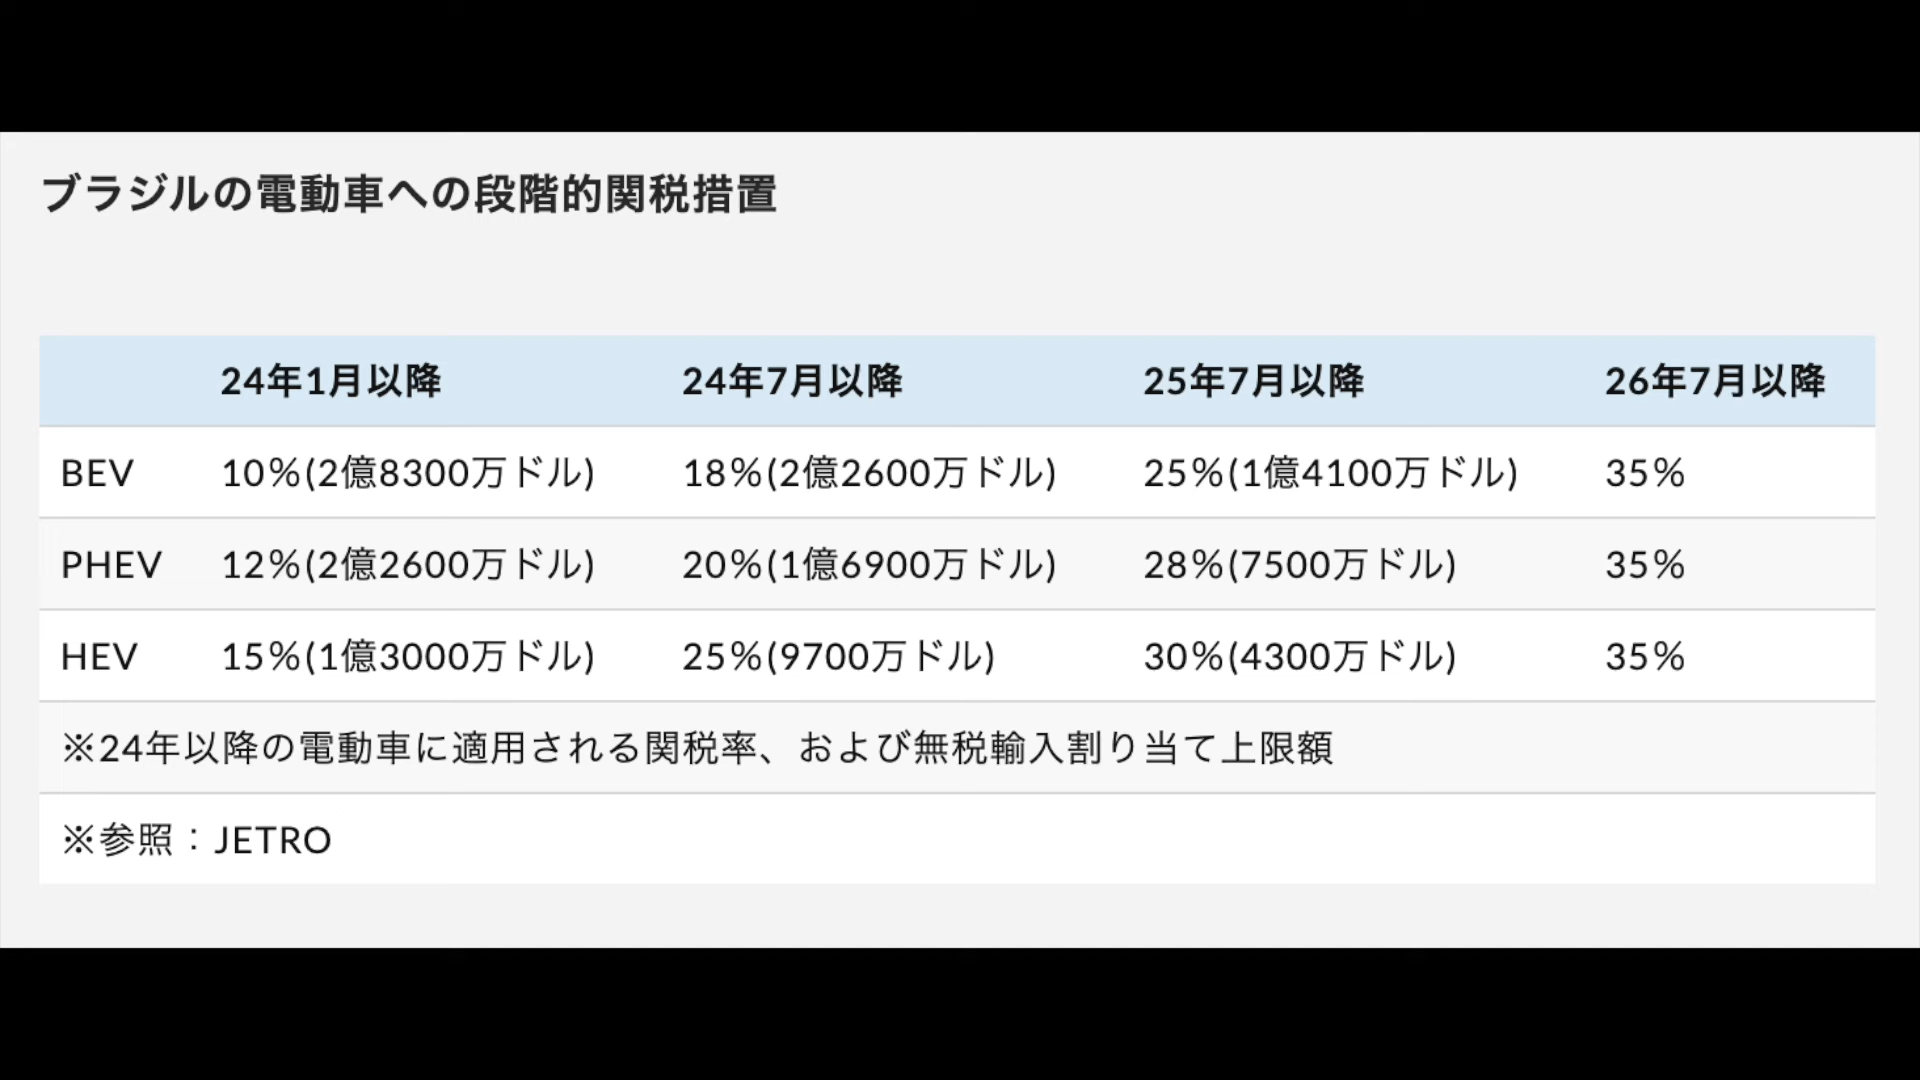 ブラジルの電動車への段階的関税措置
24年1月以降 24年7月以降 25年7月以降 26年7月以降
BEV 10%(2億8300万ドル) 18%(2億2600万ドル) 25%(1億4100万ドル) 35%
PHEV 12%(2億2600万ドル) 20%(1億6900万ドル) 28%(7500万ドル) 35%
HEV 15%(1億3000万ドル) 25%(9700万ドル) 30%(4300万ドル) 35%
※24年以降の電動車に適用される関税率、および無税輸入割り当て上限額
※参照：JETRO